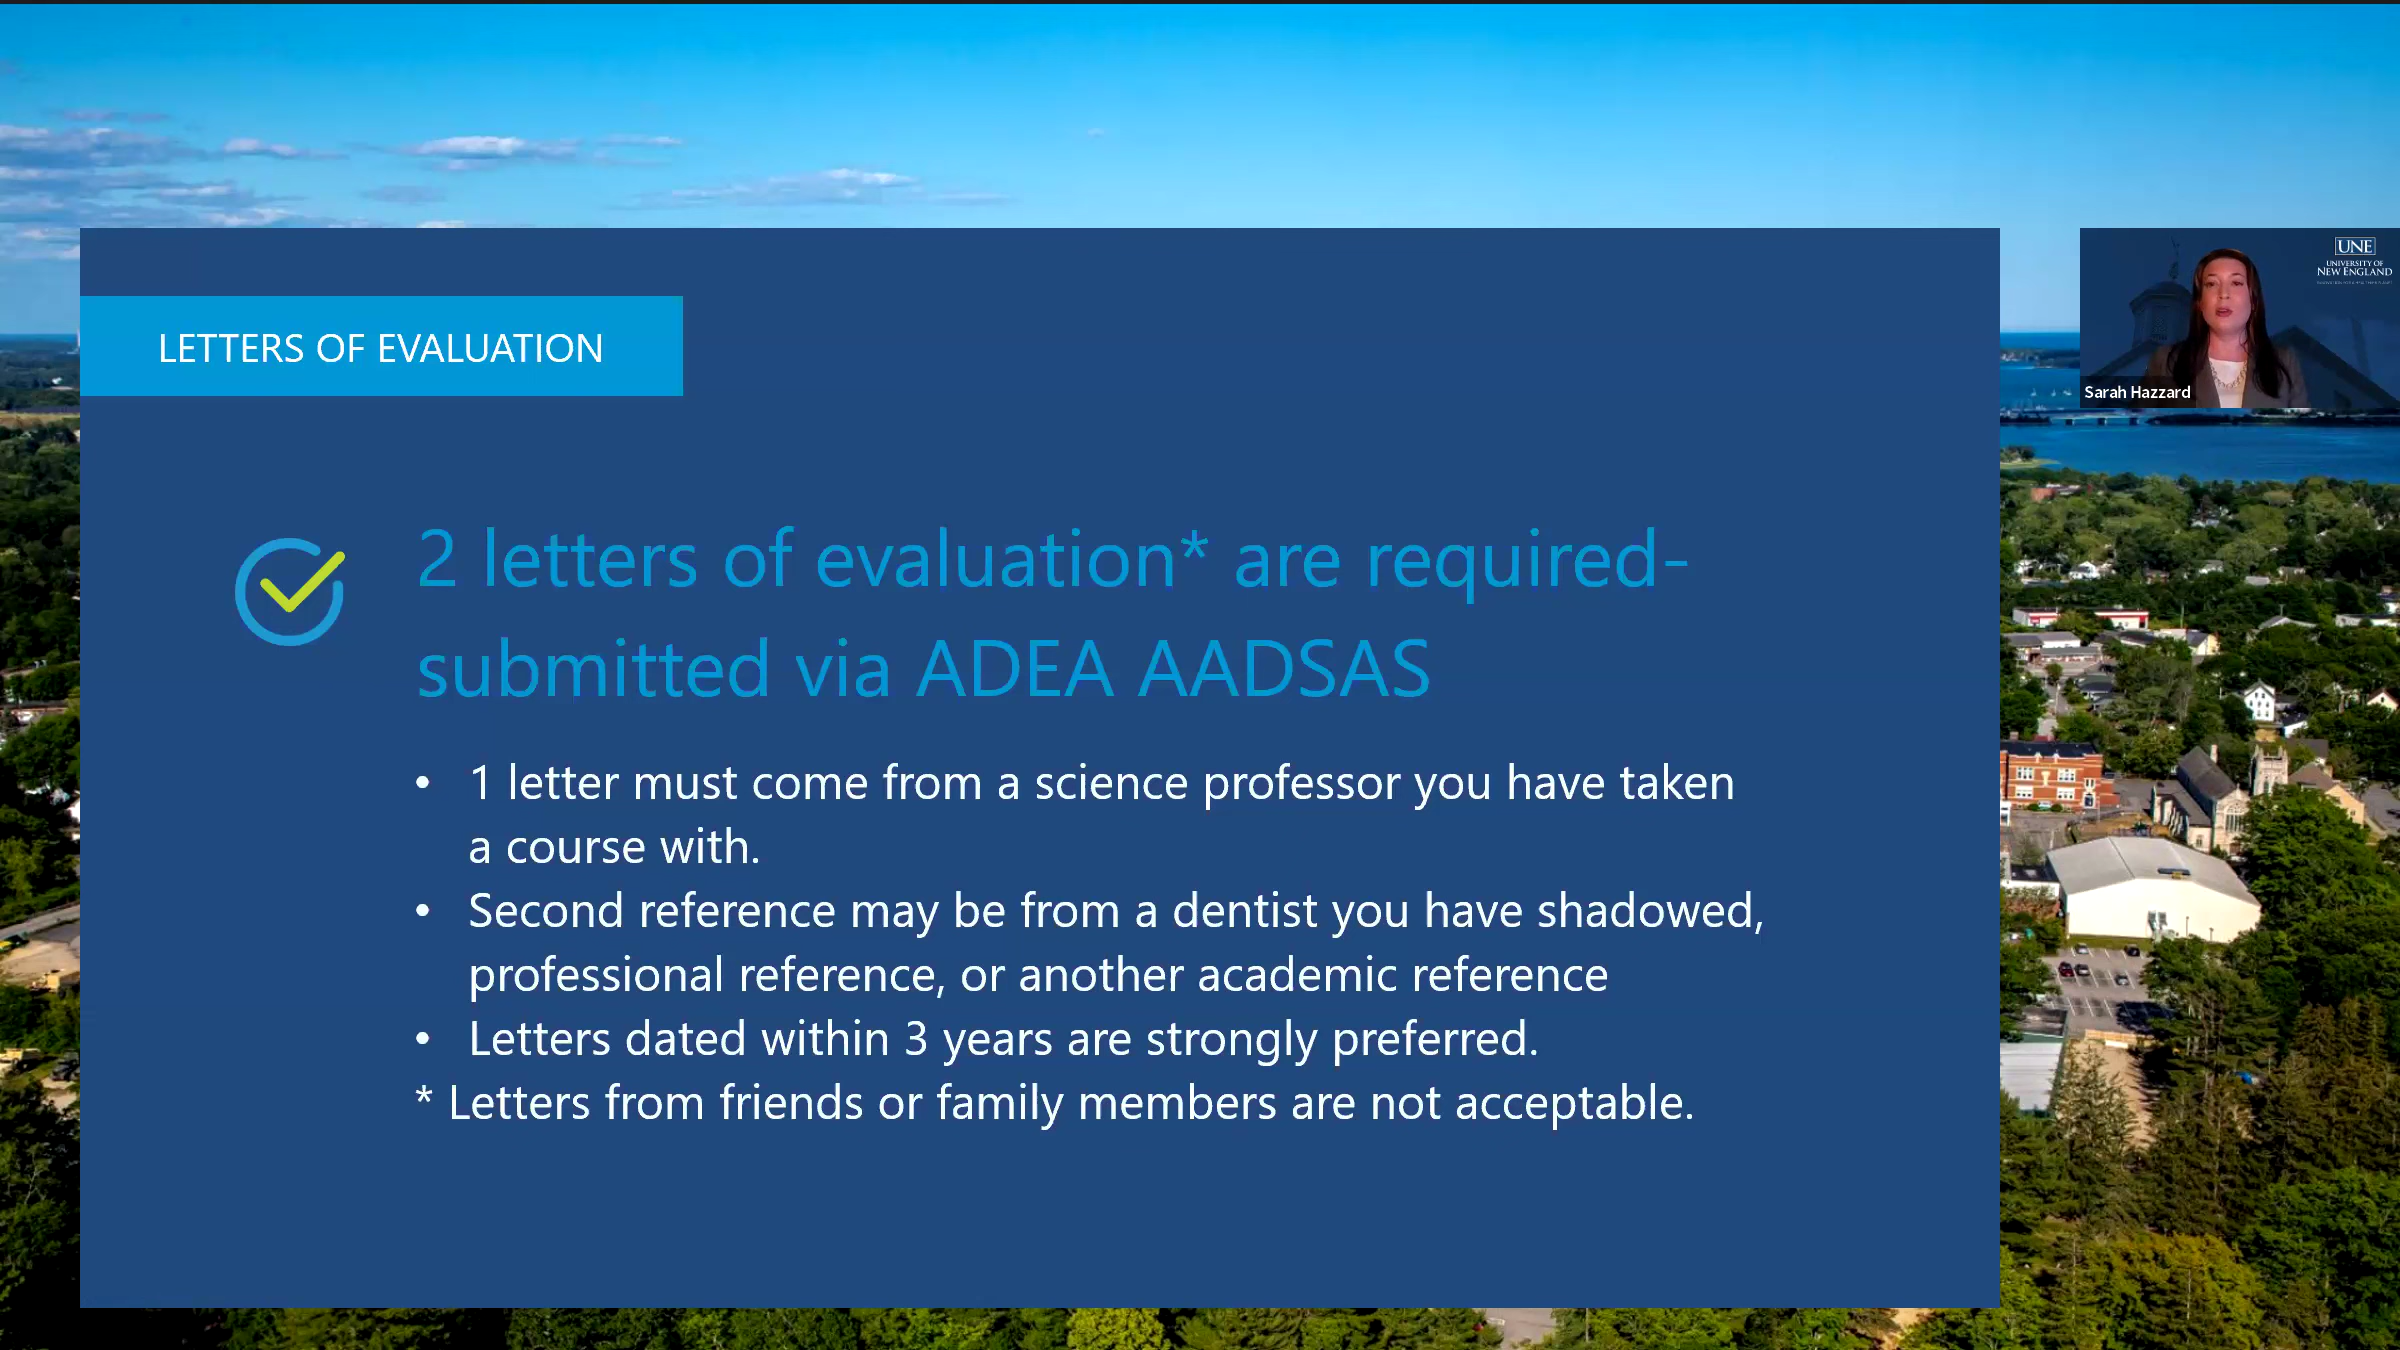 LETTERS OF EVALUATION
2 letters of evaluation* are required-
submitted via ADEA AADSAS
• 1 letter must come from a science professor you have taken
a course with.
• Second reference may be from a dentist you have shadowed,
professional reference, or another academic reference
• Letters dated within 3 years are strongly preferred.
* Letters from friends or family members are not acceptable.
UNE
UNIVERSITY OF
NEW ENGLAND
Sarah Hazzard